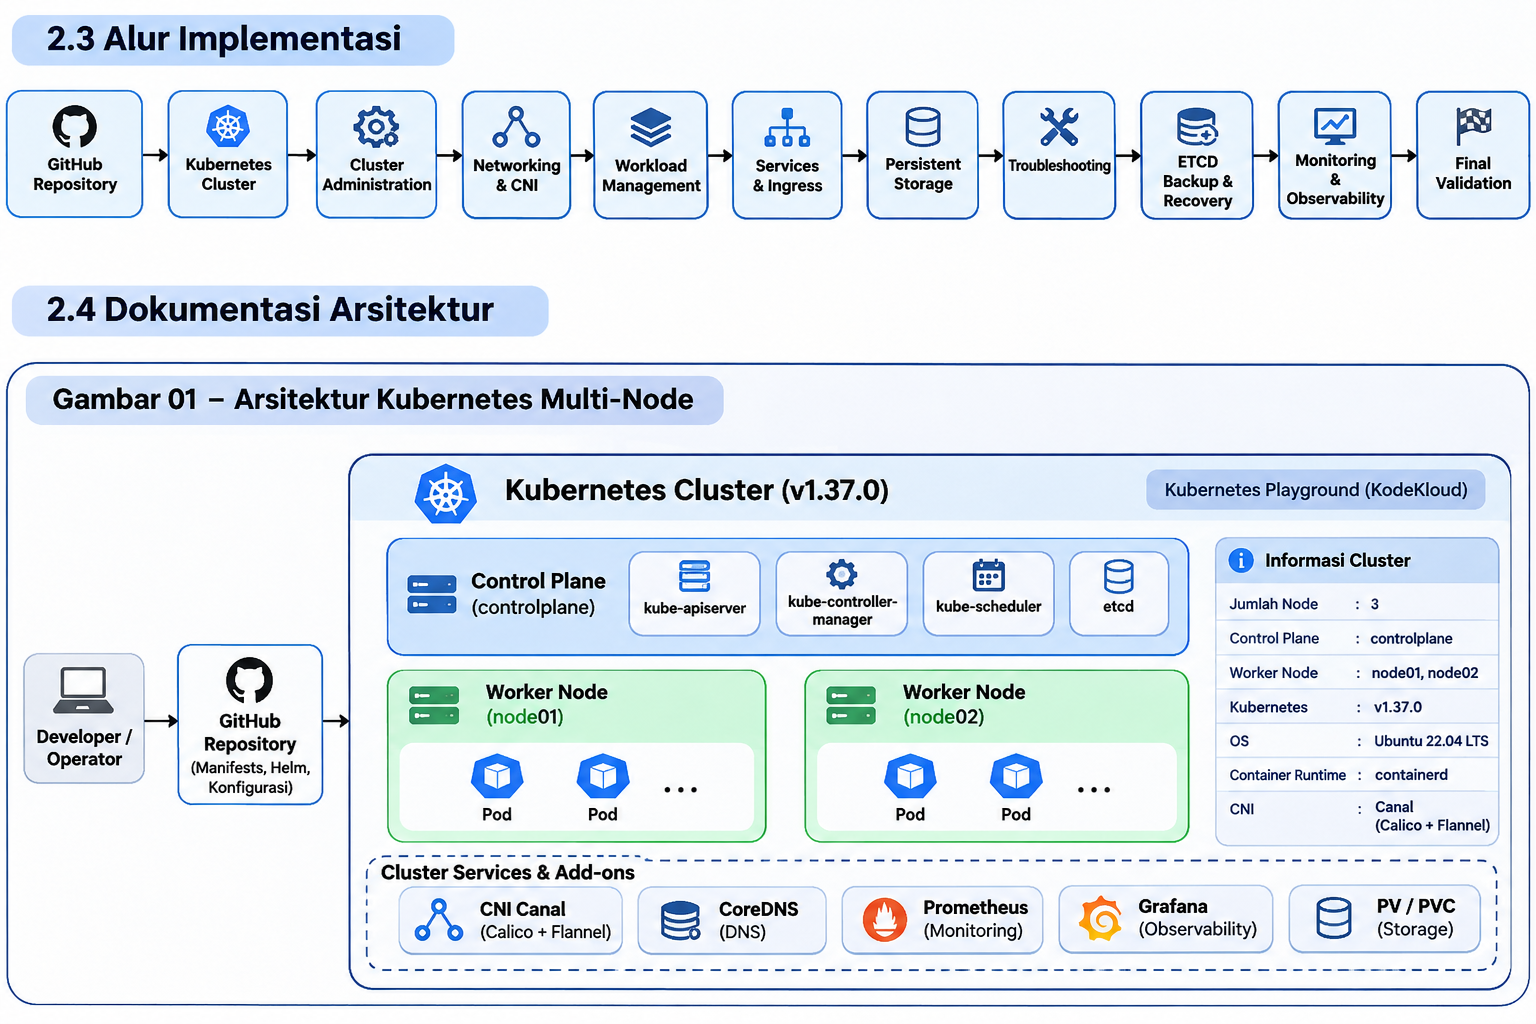 2.3 Alur Implementasi
GitHub
Repository
Kubernetes
Cluster
Cluster
Administration
Networking
& CNI
Workload
Management
Services
& Ingress
Persistent
Storage
Troubleshooting
ETCD
Backup &
Recovery
Monitoring
&
Observability
Final
Validation
2.4 Dokumentasi Arsitektur
Gambar 01 – Arsitektur Kubernetes Multi-Node
Developer /
Operator
GitHub
Repository
(Manifests, Helm,
Konfigurasi)
Kubernetes Cluster (v1.37.0)
Kubernetes Playground (KodeKloud)
Control Plane
(controlplane)
kube-apiserver
kube-controller-
manager
kube-scheduler
etcd
Worker Node
(node01)
Pod
Pod
...
Worker Node
(node02)
Pod
Pod
...
Informasi Cluster
Jumlah Node : 3
Control Plane : controlplane
Worker Node : node01, node02
Kubernetes : v1.37.0
OS : Ubuntu 22.04 LTS
Container Runtime : containerd
CNI : Canal
(Calico + Flannel)
Cluster Services & Add-ons
CNI Canal
(Calico + Flannel)
CoreDNS
(DNS)
Prometheus
(Monitoring)
Grafana
(Observability)
PV / PVC
(Storage)